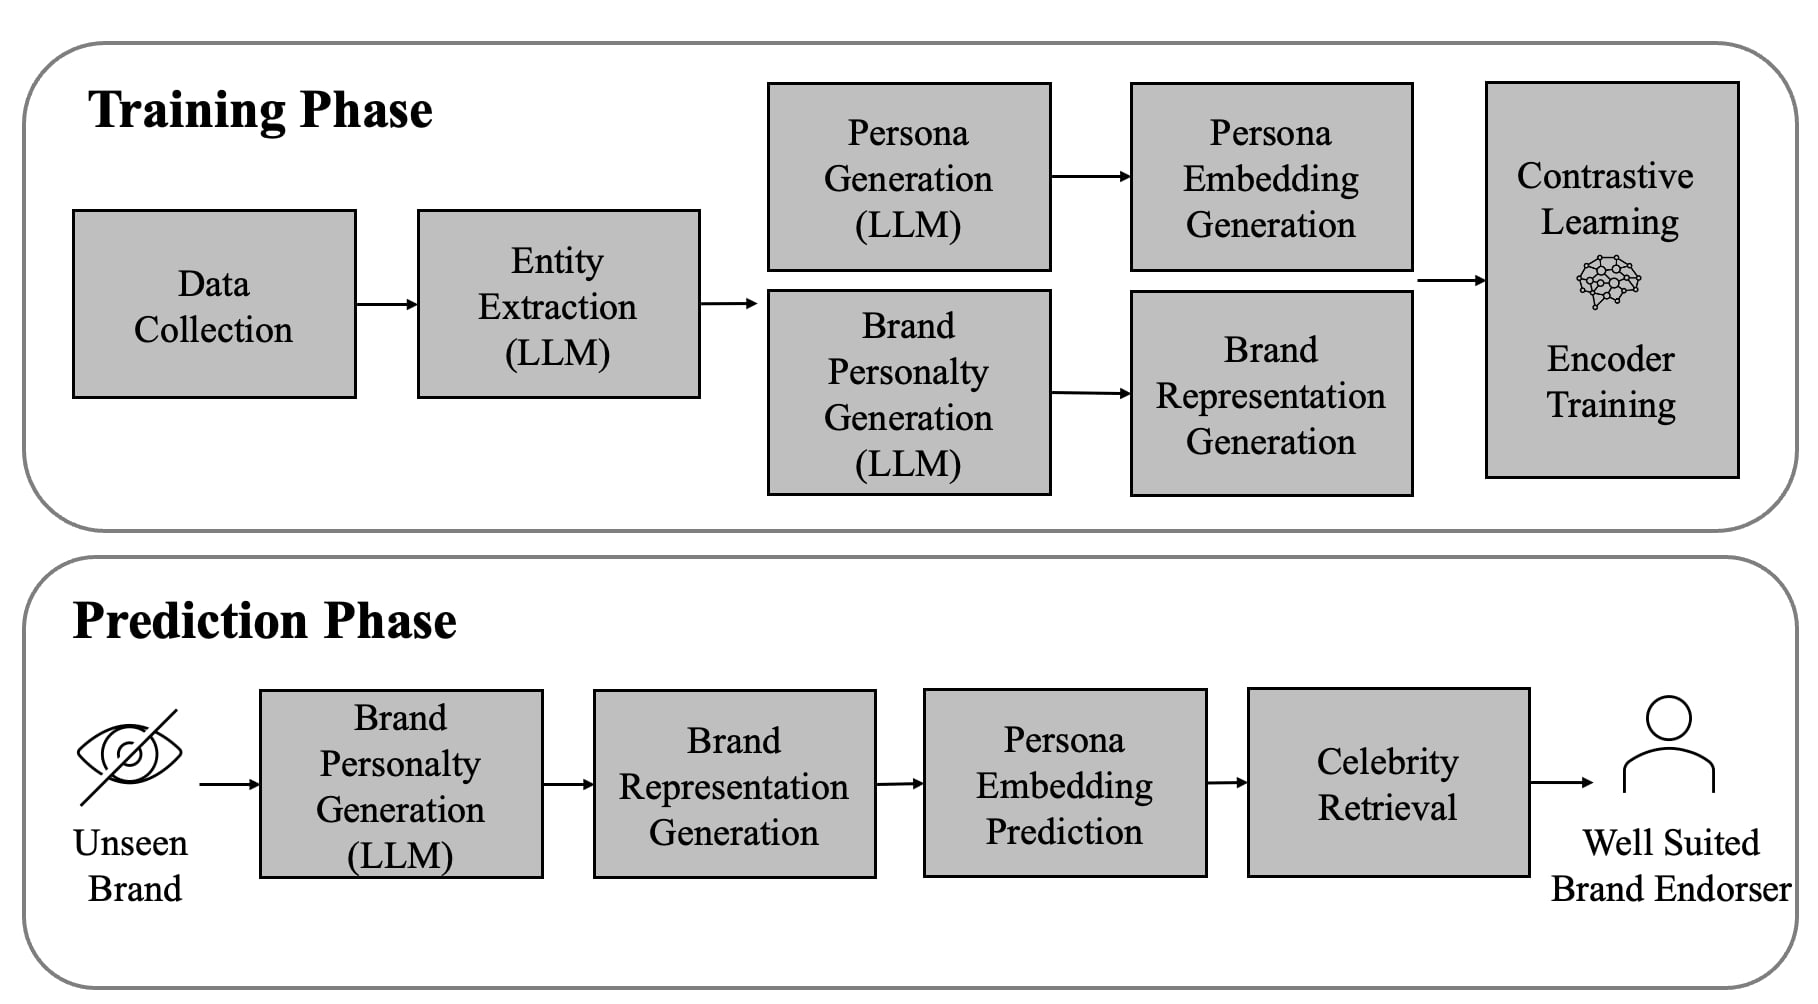 Training Phase
Data
Collection
Entity
Extraction
(LLM)
Persona
Generation
(LLM)
Persona
Embedding
Generation
Brand
Personalty
Generation
(LLM)
Brand
Representation
Generation
Contrastive
Learning
Encoder
Training
Prediction Phase
Unseen
Brand
Brand
Personalty
Generation
(LLM)
Brand
Representation
Generation
Persona
Embedding
Prediction
Celebrity
Retrieval
Well Suited
Brand Endorser